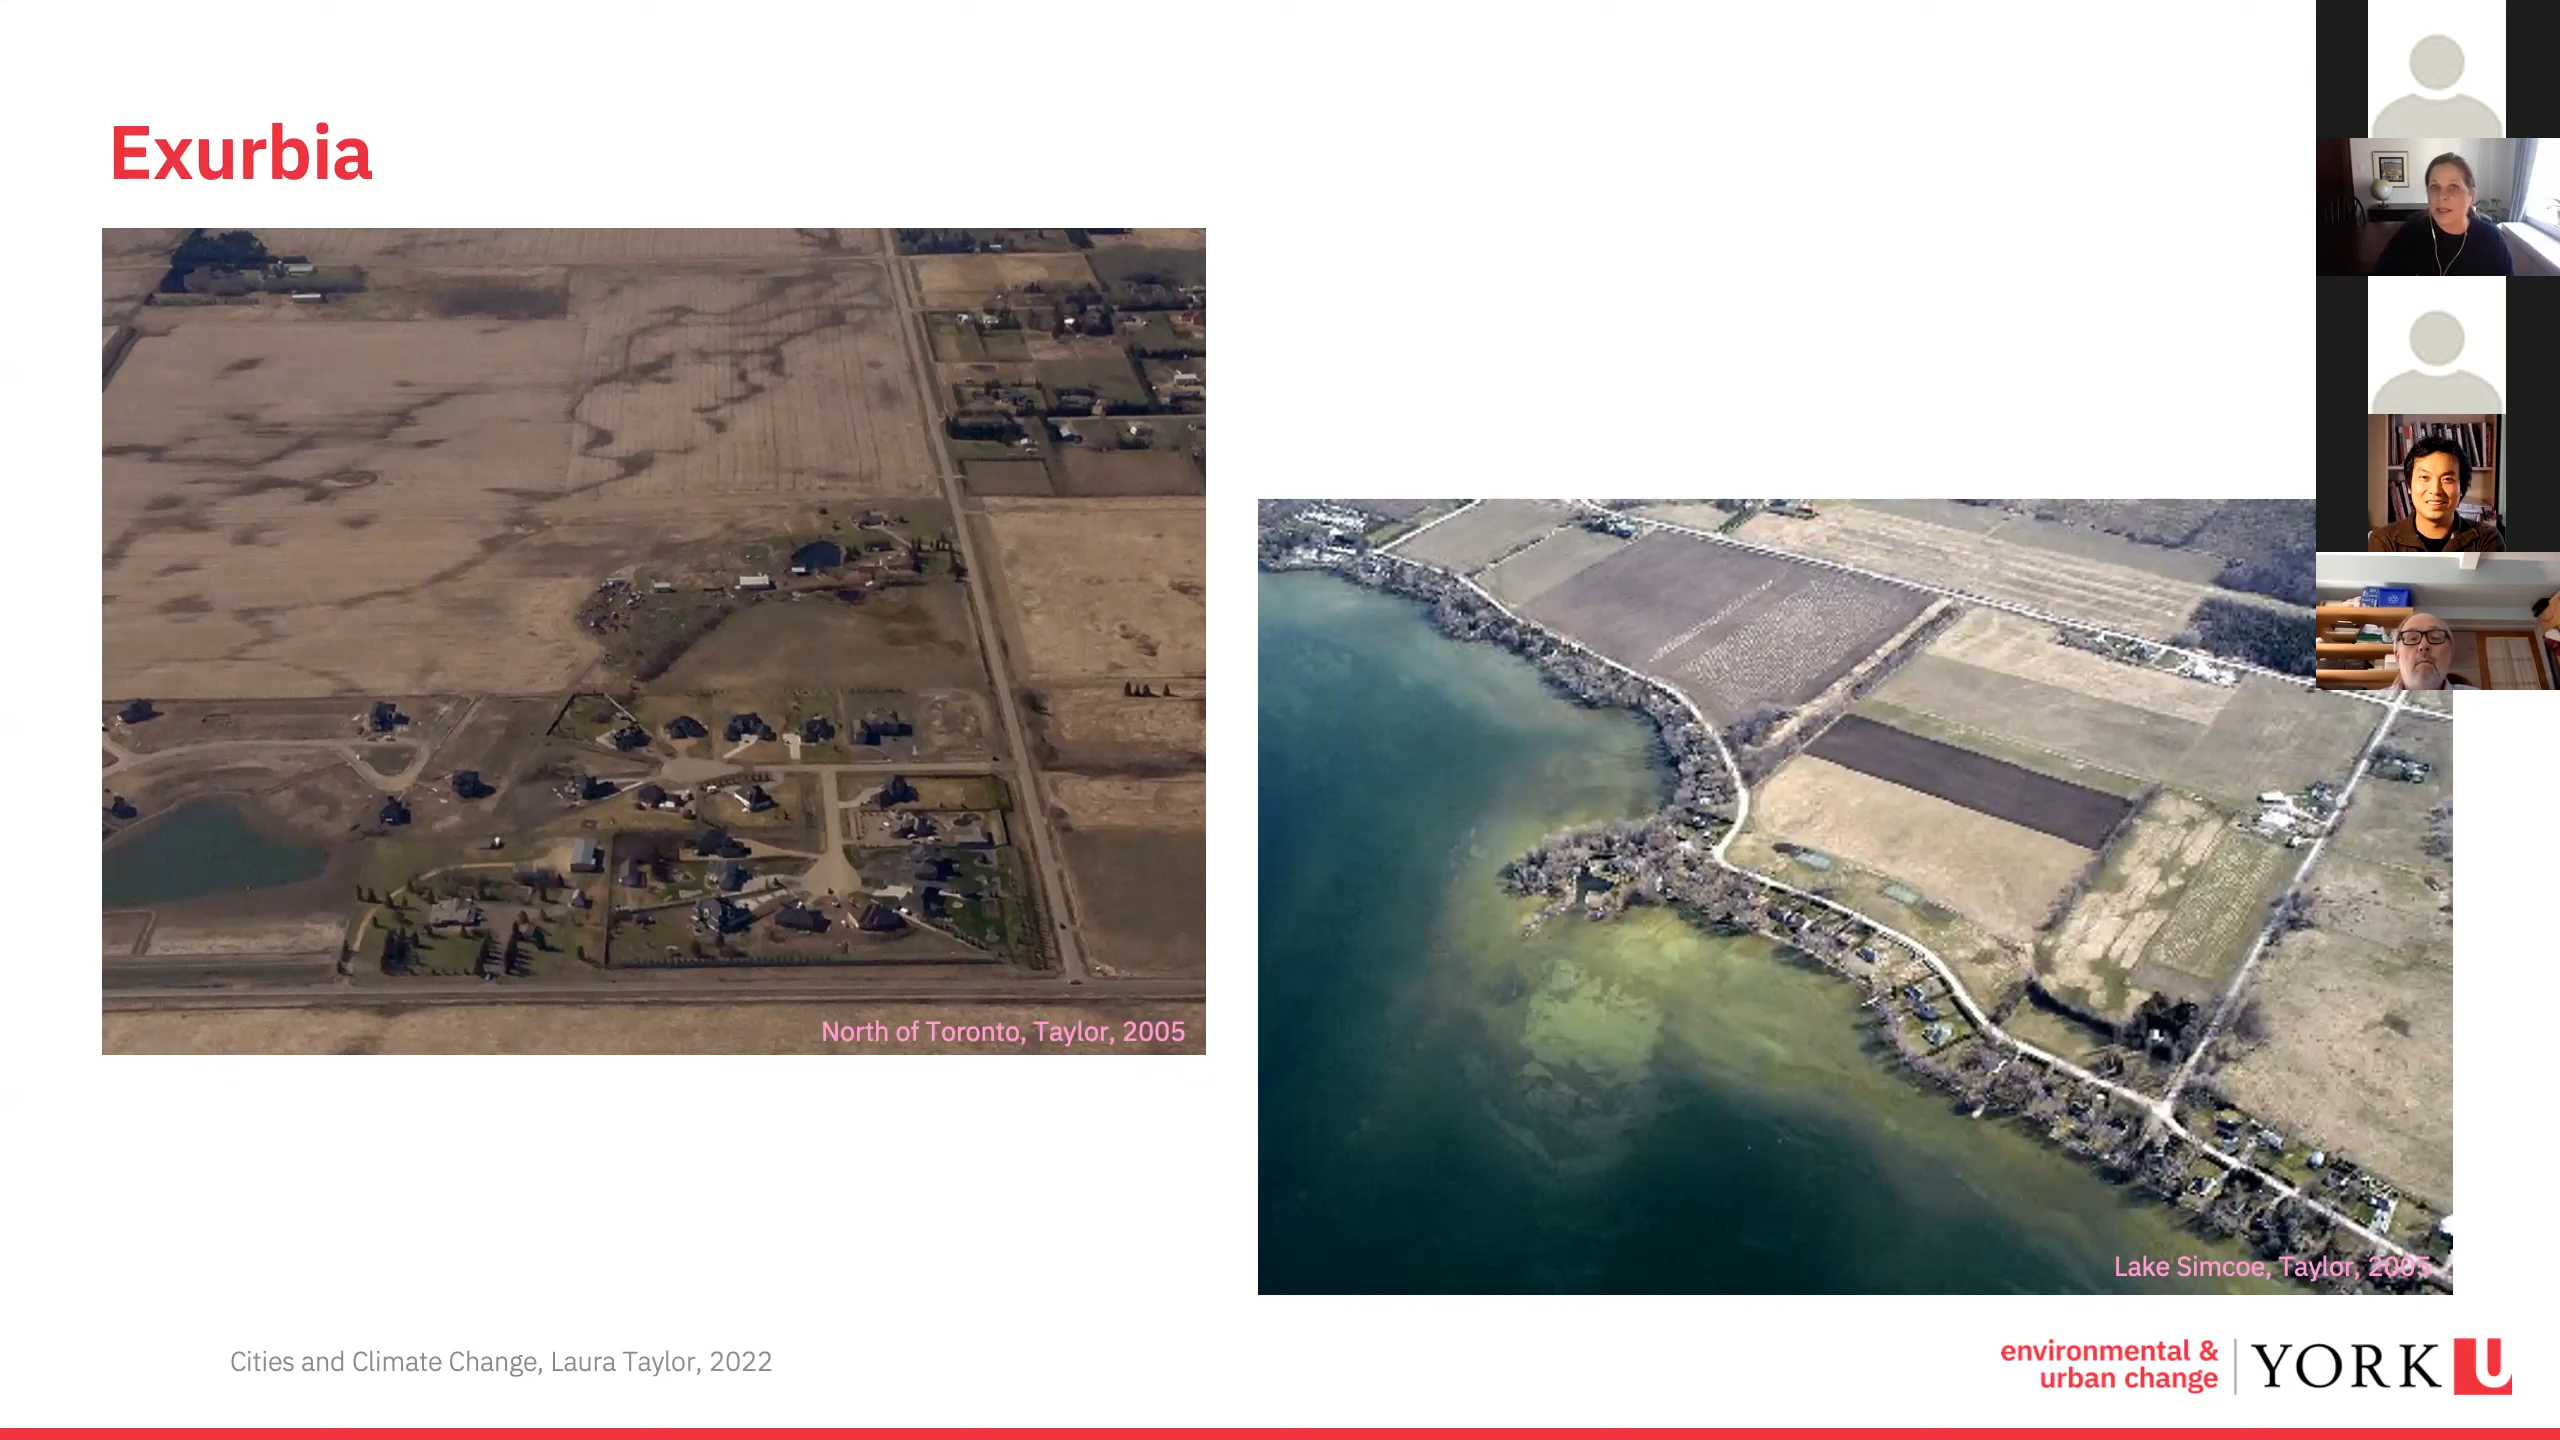 Exurbia
North of Toronto, Taylor, 2005
Lake Simcoe, Taylor, 2005
Cities and Climate Change, Laura Taylor, 2022
environmental &
urban change
YORK U